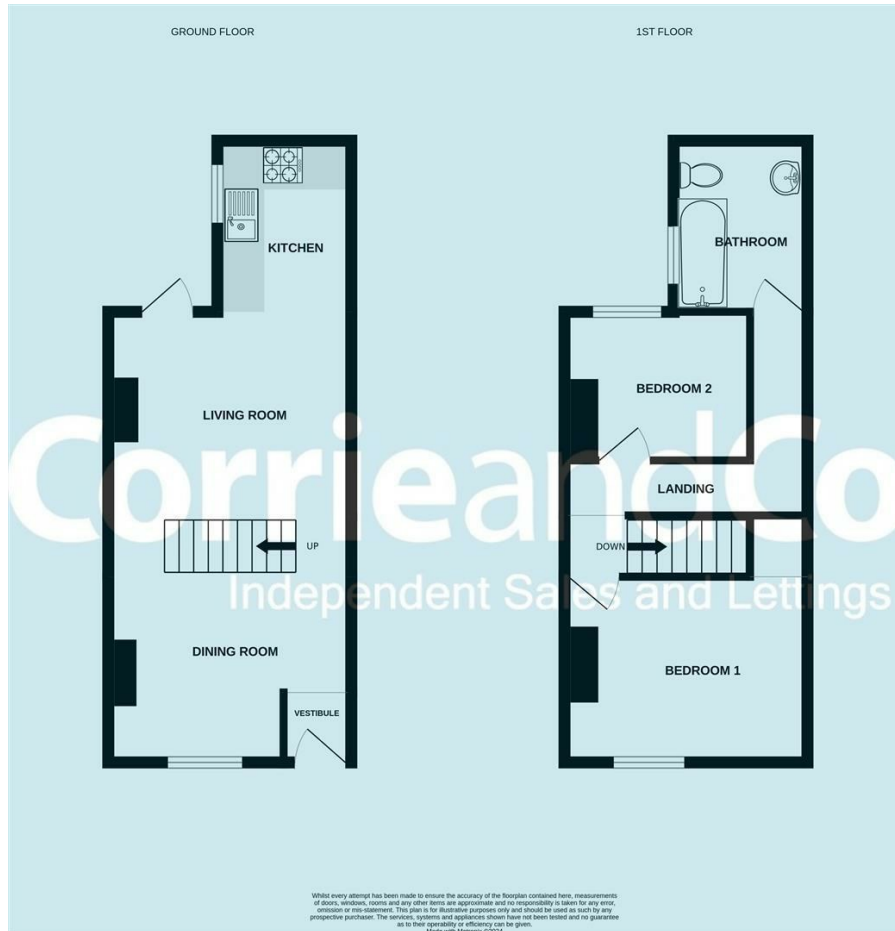 GROUND FLOOR
1ST FLOOR
KITCHEN
BATHROOM
BEDROOM 2
LIVING ROOM
CorrieandCo
LANDING
UP
DOWN
Independent Sales and Lettings
DINING ROOM
BEDROOM 1
VESTIBULE
Whilst every attempt has been made to ensure the accuracy of the floorplan contained here, measurements
of doors, windows, rooms and any other items are approximate and no responsibility is taken for any error,
omission or mis-statement. This plan is for illustrative purposes only and should be used as such by any
prospective purchaser. The services, systems and appliances shown have not been tested and no guarantee
as to their operability or efficiency can be given.
Made with Metropix ©2024